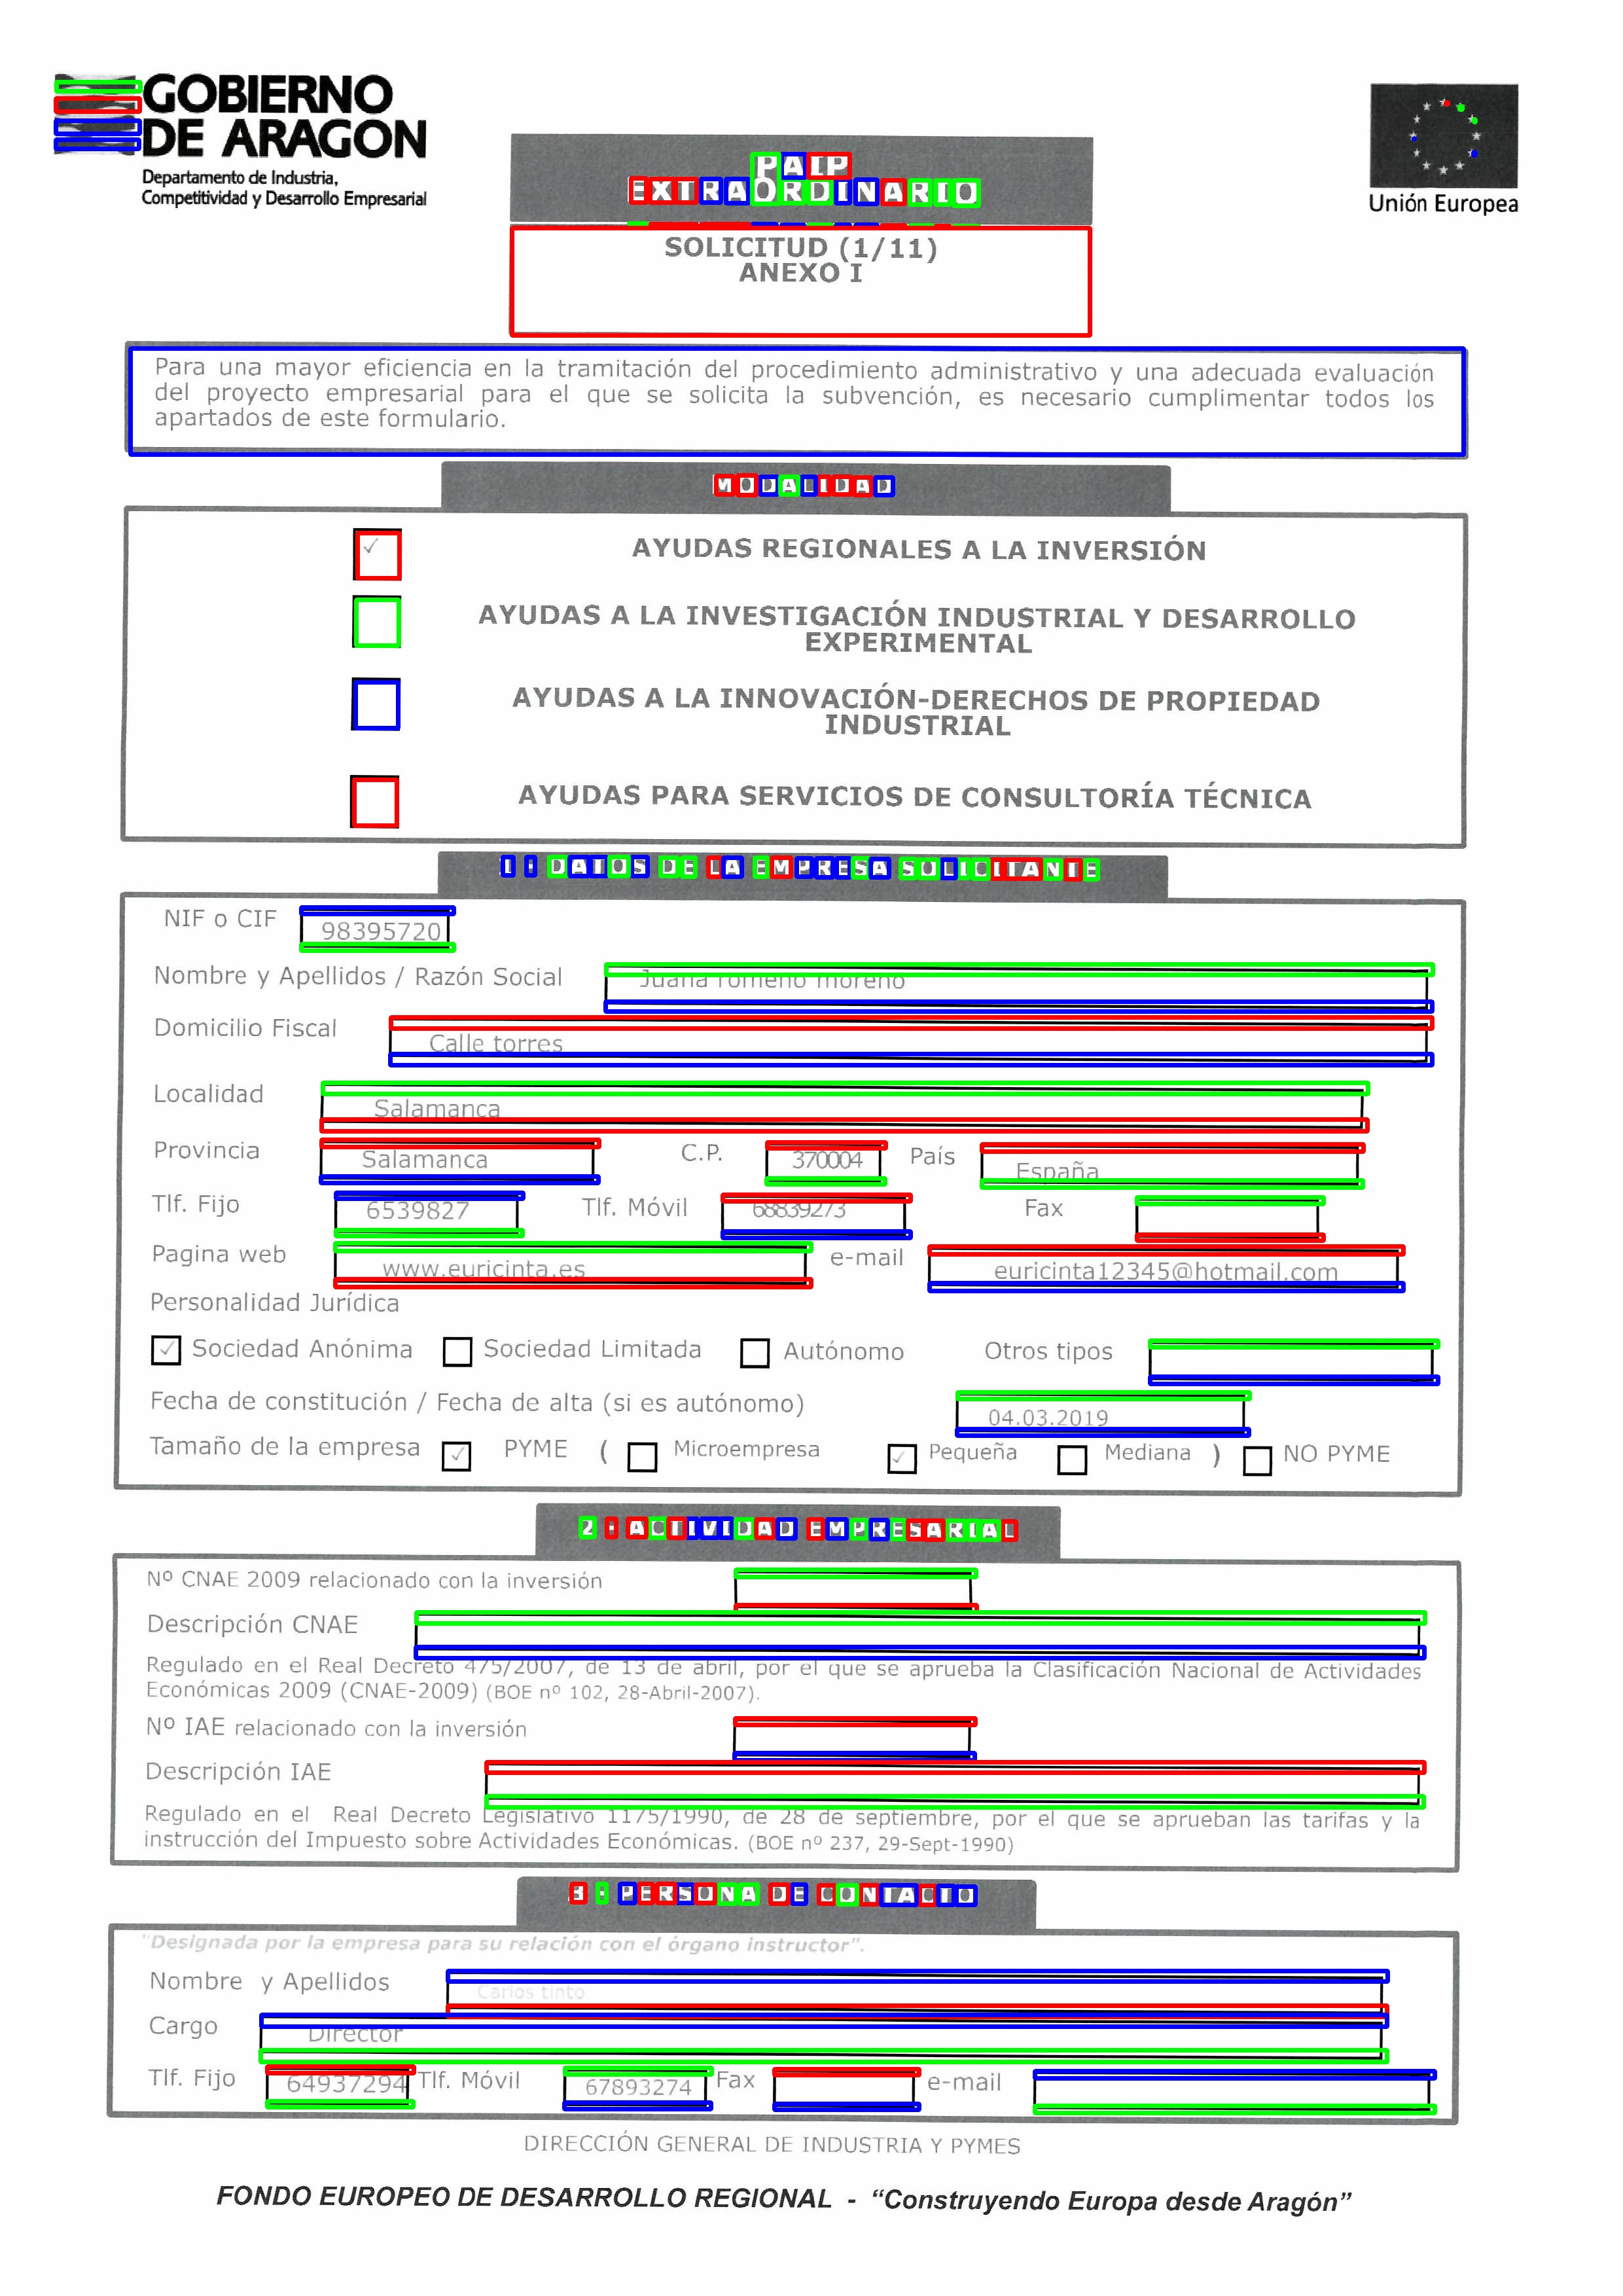 GOBIERNO
DE ARAGON
Departamento de Industria,
Competitividad y Desarrollo Empresarial
Unión Europea
PAIP
EXTRAORDINARIO
SOLICITUD (1/11)
ANEXO I
Para una mayor eficiencia en la tramitación del procedimiento administrativo y una adecuada evaluación
del proyecto empresarial para el que se solicita la subvención, es necesario cumplimentar todos los
apartados de este formulario.
MODALIDAD
✓ AYUDAS REGIONALES A LA INVERSIÓN
AYUDAS A LA INVESTIGACIÓN INDUSTRIAL Y DESARROLLO
EXPERIMENTAL
AYUDAS A LA INNOVACIÓN-DERECHOS DE PROPIEDAD
INDUSTRIAL
AYUDAS PARA SERVICIOS DE CONSULTORÍA TÉCNICA
1 - DATOS DE LA EMPRESA SOLICITANTE
NIF o CIF 98395720
Nombre y Apellidos / Razón Social Juana romeno moreno
Domicilio Fiscal Calle torres
Localidad Salamanca
Provincia Salamanca C.P. 370004 País España
Tlf. Fijo 6539827 Tlf. Móvil 68839273 Fax
Pagina web www.euricinta.es e-mail euricinta12345@hotmail.com
Personalidad Jurídica
✓ Sociedad Anónima Sociedad Limitada Autónomo Otros tipos
Fecha de constitución / Fecha de alta (si es autónomo) 04.03.2019
Tamaño de la empresa ✓ PYME ( Microempresa ✓ Pequeña Mediana ) NO PYME
2 - ACTIVIDAD EMPRESARIAL
Nº CNAE 2009 relacionado con la inversión
Descripción CNAE
Regulado en el Real Decreto 475/2007, de 13 de abril, por el que se aprueba la Clasificación Nacional de Actividades
Económicas 2009 (CNAE-2009) (BOE nº 102, 28-Abril-2007).
Nº IAE relacionado con la inversión
Descripción IAE
Regulado en el Real Decreto Legislativo 1175/1990, de 28 de septiembre, por el que se aprueban las tarifas y la
instrucción del Impuesto sobre Actividades Económicas. (BOE nº 237, 29-Sept-1990)
3 - PERSONA DE CONTACTO
"Designada por la empresa para su relación con el órgano instructor".
Nombre y Apellidos Carlos tinto
Cargo Director
Tlf. Fijo 64937294 Tlf. Móvil 67893274 Fax e-mail
DIRECCIÓN GENERAL DE INDUSTRIA Y PYMES
FONDO EUROPEO DE DESARROLLO REGIONAL - “Construyendo Europa desde Aragón”